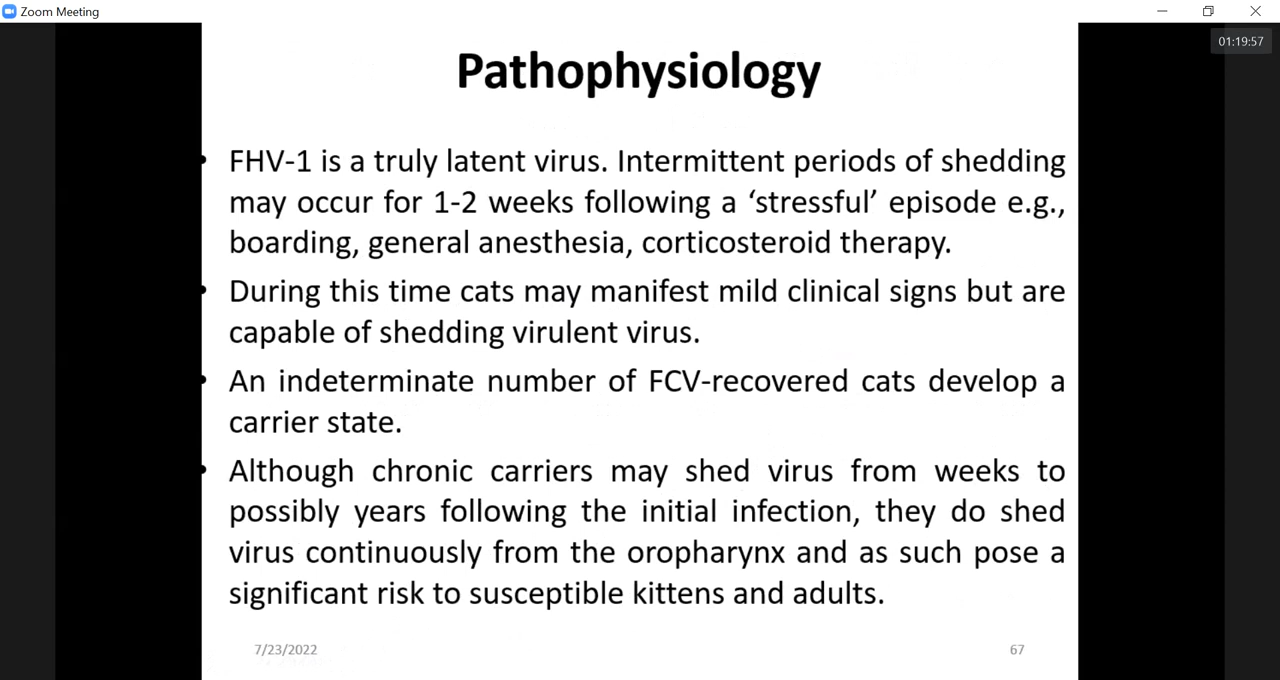 Zoom Meeting
01:19:57
Pathophysiology
• FHV-1 is a truly latent virus. Intermittent periods of shedding
may occur for 1-2 weeks following a ‘stressful’ episode e.g.,
boarding, general anesthesia, corticosteroid therapy.
• During this time cats may manifest mild clinical signs but are
capable of shedding virulent virus.
• An indeterminate number of FCV-recovered cats develop a
carrier state.
• Although chronic carriers may shed virus from weeks to
possibly years following the initial infection, they do shed
virus continuously from the oropharynx and as such pose a
significant risk to susceptible kittens and adults.
7/23/2022
67